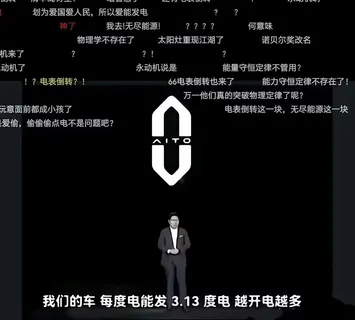 划为爱国爱人民，所以爱能发电 ？ ？ ？
神了 我去!无尽能源！！！ ？ 何意味
物理学不存在了 太阳灶重现江湖了 诺贝尔奖改名
机来了 ？ ？
动机了 永动机说是 能量守恒定律不管用?
！？电表倒转？！ 66电表倒转也来了 能力守恒定律不存在了
万一他们真的突破物理定律了呢?
玩意面前都成小孩了 电表倒转这一块，无尽能源这一块
是爱偷，偷偷偷点电不是问题吧?
AITO
我们的车 每度电能发 3.13 度电 越开电越多